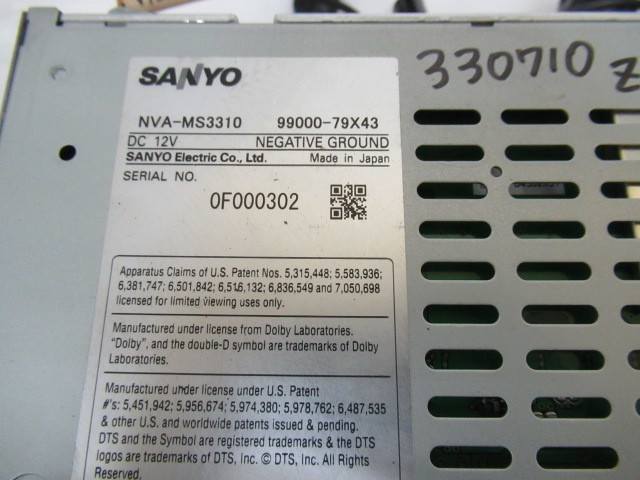 330710 Z
SANYO
NVA-MS3310 99000-79X43
DC 12V NEGATIVE GROUND
SANYO Electric Co., Ltd. Made in Japan
SERIAL NO.
0F000302
Apparatus Claims of U.S. Patent Nos. 5,315,448; 5,583,936;
6,381,747; 6,501,842; 6,516,132; 6,836,549 and 7,050,698
licensed for limited viewing uses only.
Manufactured under license from Dolby Laboratories.
"Dolby", and the double-D symbol are trademarks of Dolby
Laboratories.
Manufactured under license under U.S. Patent
#'s: 5,451,942; 5,956,674; 5,974,380; 5,978,762; 6,487,535
& other U.S. and worldwide patents issued & pending.
DTS and the Symbol are registered trademarks & the DTS
logos are trademarks of DTS, Inc. © DTS, Inc. All Rights
Reserved.